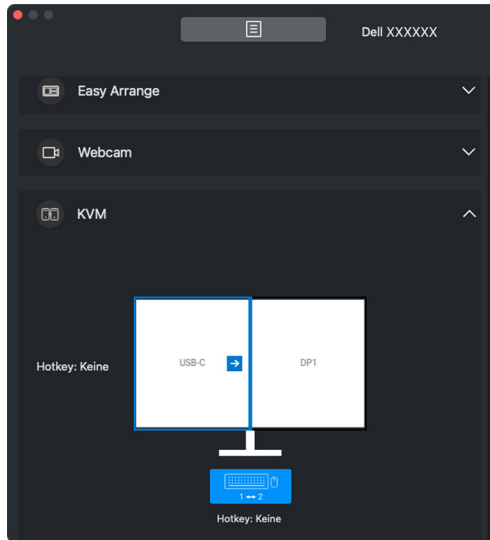 Dell XXXXXX
Easy Arrange
Webcam
KVM
Hotkey: Keine
USB-C
DP1
1 ↔ 2
Hotkey: Keine